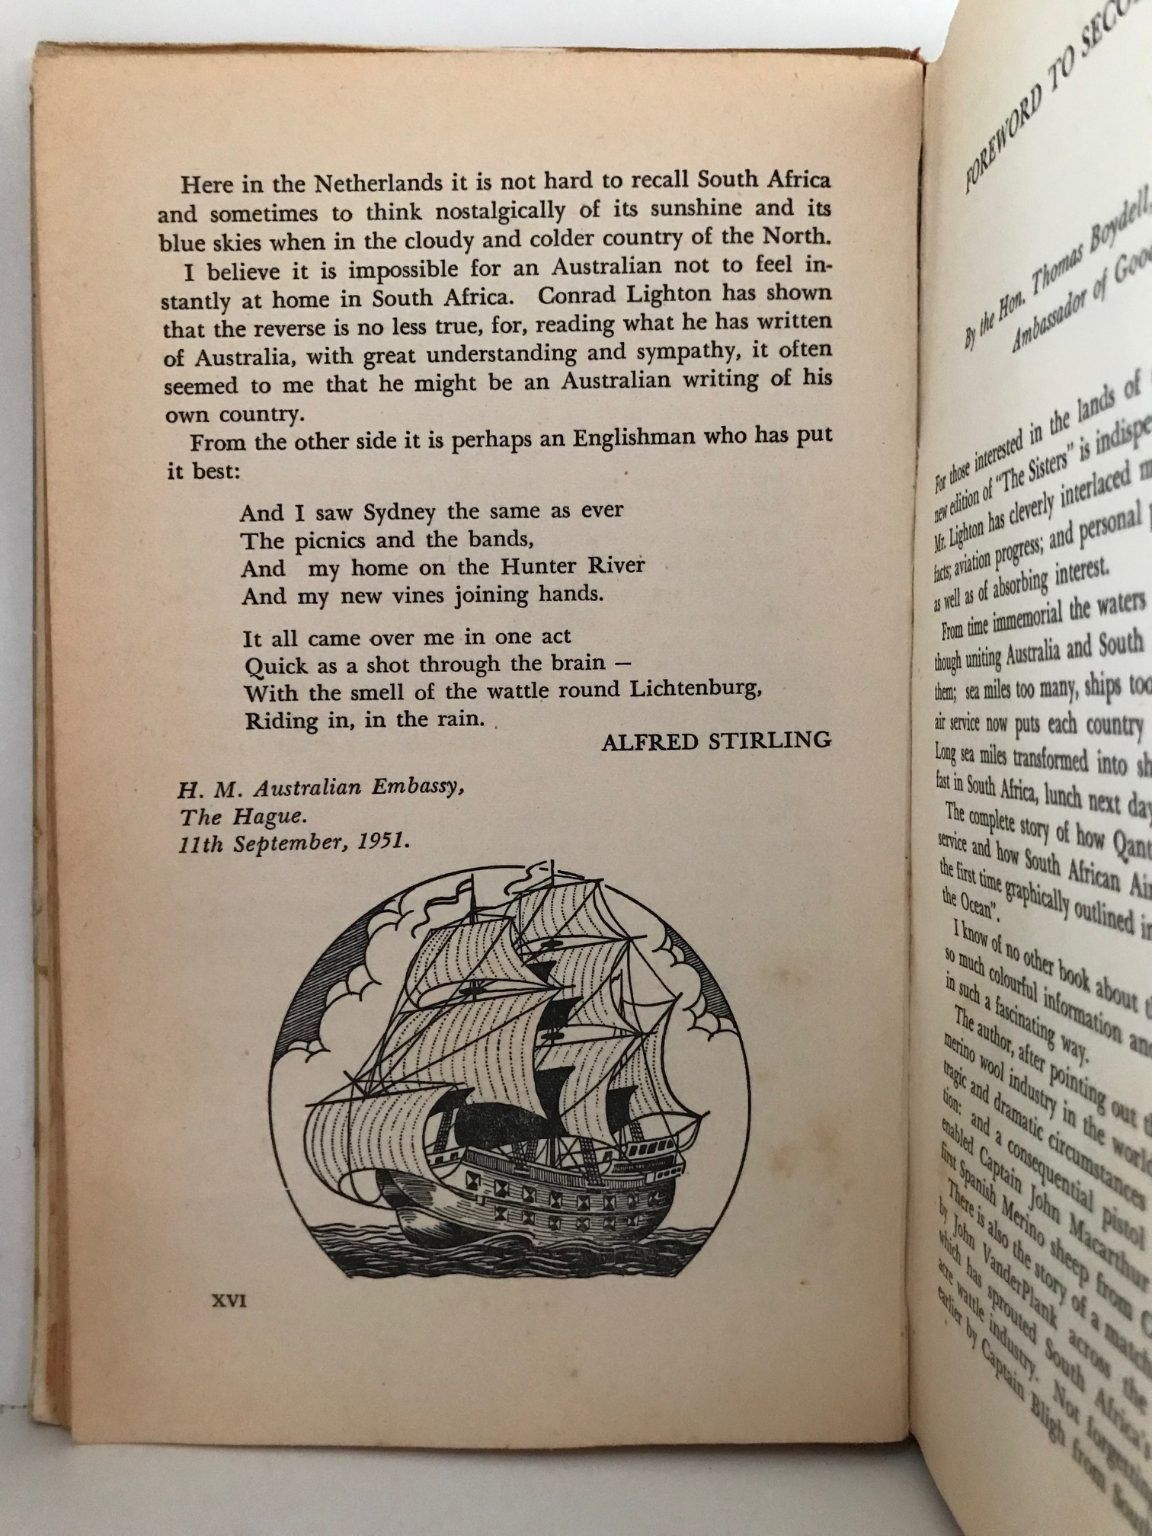 Here in the Netherlands it is not hard to recall South Africa
and sometimes to think nostalgically of its sunshine and its
blue skies when in the cloudy and colder country of the North.
I believe it is impossible for an Australian not to feel in-
stantly at home in South Africa. Conrad Lighton has shown
that the reverse is no less true, for, reading what he has written
of Australia, with great understanding and sympathy, it often
seemed to me that he might be an Australian writing of his
own country.
From the other side it is perhaps an Englishman who has put
it best:
And I saw Sydney the same as ever
The picnics and the bands,
And my home on the Hunter River
And my new vines joining hands.
It all came over me in one act
Quick as a shot through the brain —
With the smell of the wattle round Lichtenburg,
Riding in, in the rain.
ALFRED STIRLING
H. M. Australian Embassy,
The Hague.
11th September, 1951.
XVI
FOREWORD TO
By the Hon. Thomas Boydell,
Ambassador of
For those interested in the lands of
new edition of "The Sisters" is
Mr. Lighton has cleverly interlaced
facts; aviation progress; and personal
as well as of absorbing interest.
From time immemorial the waters
though uniting Australia and South
them; sea miles too many, ships
air service now puts each country
Long sea miles transformed into
fast in South Africa, lunch next day
The complete story of how
service and how South African
the first time graphically outlined
the Ocean".
I know of no other book about
so much colourful information
in such a fascinating way.
The author, after pointing out
merino wool industry in the
tragic and dramatic circumstances
tion: and a consequential pistol
enabled Captain John Macarthur
first Spanish Merino sheep from
There is also the story of a
by John VanderPlank across the
which has sprouted South Africa's
acre wattle industry. Not forgetting
earlier by Captain Bligh from